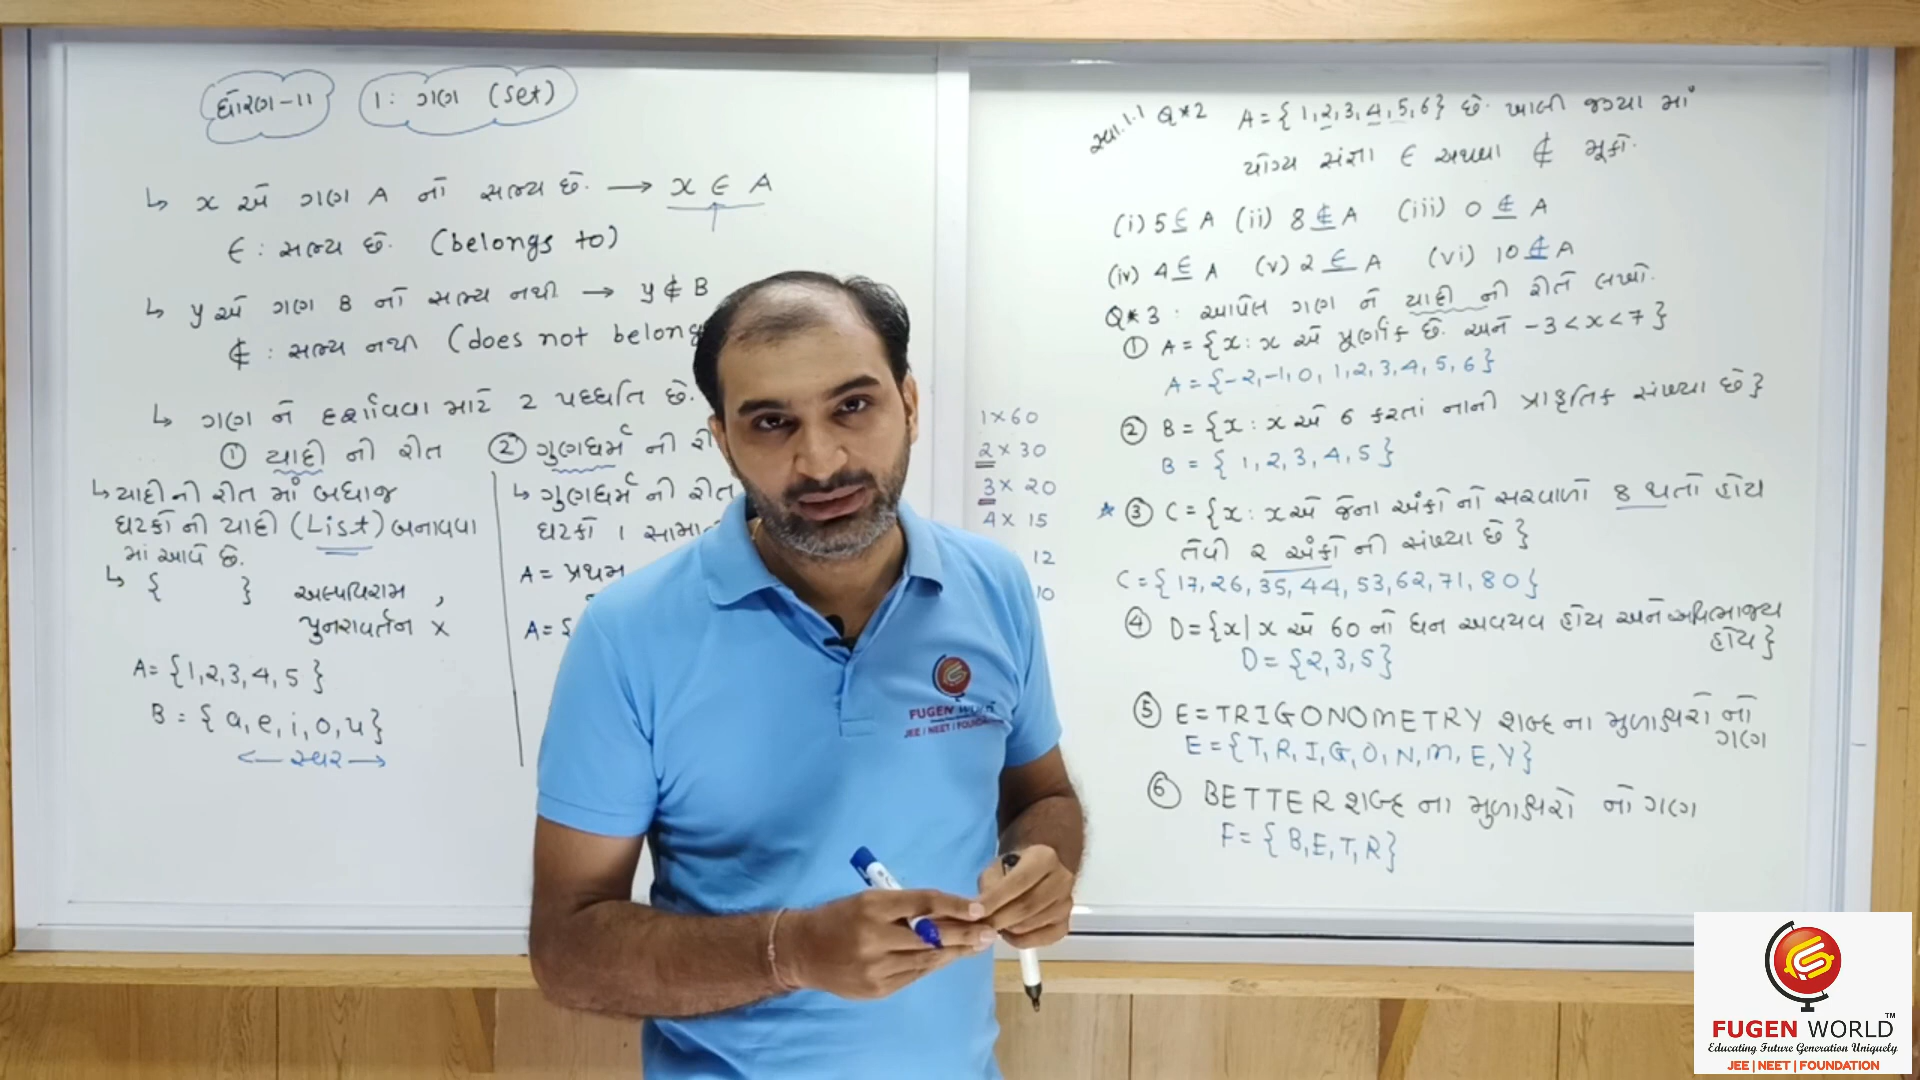 ધોરણ-11
1: ગણ (Set)
↳ x એ ગણ A નો સભ્ય છે. → x ∈ A
∈ : સભ્ય છે. (belongs to)
↳ y એ ગણ B નો સભ્ય નથી → y ∉ B
∉ : સભ્ય નથી (does not belong
↳ ગણ ને દર્શાવવા માટે 2 પધ્ધતિ છે.
① યાદી ની રીત
② ગુણધર્મ ની રી
↳ યાદી ની રીત માં બધાજ
ઘટકો ની યાદી (List) બનાવવા
માં આવે છે.
↳ { } અલ્પવિરામ ,
પુનરાવર્તન ×
A = {1,2,3,4,5}
B = {a,e,i,o,u}
← સ્થિર →
↳ ગુણધર્મ ની રીત
ઘટકો ।
A = પ્રથમ
A = {
1×60
2×30
3×20
4×15
12
10
સ્વા.1.1 Q*2 A = {1,2,3,4,5,6} છે. ખાલી જગ્યા માં
યોગ્ય સંજ્ઞા ∈ અથવા ∉ મૂકો.
(i) 5 ∈ A (ii) 8 ∉ A (iii) 0 ∉ A
(iv) 4 ∈ A (v) 2 ∈ A (vi) 10 ∉ A
Q*3 : આપેલ ગણ ને યાદી ની રીતે લખો.
① A = {x : x એ પૂર્ણાંક છે. અને -3 < x < 7}
A = {-2,-1,0,1,2,3,4,5,6}
② B = {x : x એ 6 કરતાં નાની પ્રાકૃતિક સંખ્યા છે}
B = {1,2,3,4,5}
③ C = {x : x એ જેના અંકો નો સરવાળો 8 થતો હોય
તેવી ૨ અંકો ની સંખ્યા છે}
C = {17,26,35,44,53,62,71,80}
④ D = {x| x એ 60 નો ધન અવયવ હોય અને અવિભાજ્ય
હોય}
D = {2,3,5}
⑤ E = TRIGONOMETRY શબ્દ ના મુળાક્ષરો નો
ગણ
E = {T,R,I,G,O,N,M,E,Y}
⑥ BETTER શબ્દ ના મુળાક્ષરો નો ગણ
F = {B,E,T,R}
FUGEN WORLD
JEE | NEET | FOUNDATION
FUGEN WORLD™
Educating Future Generation Uniquely
JEE | NEET | FOUNDATION